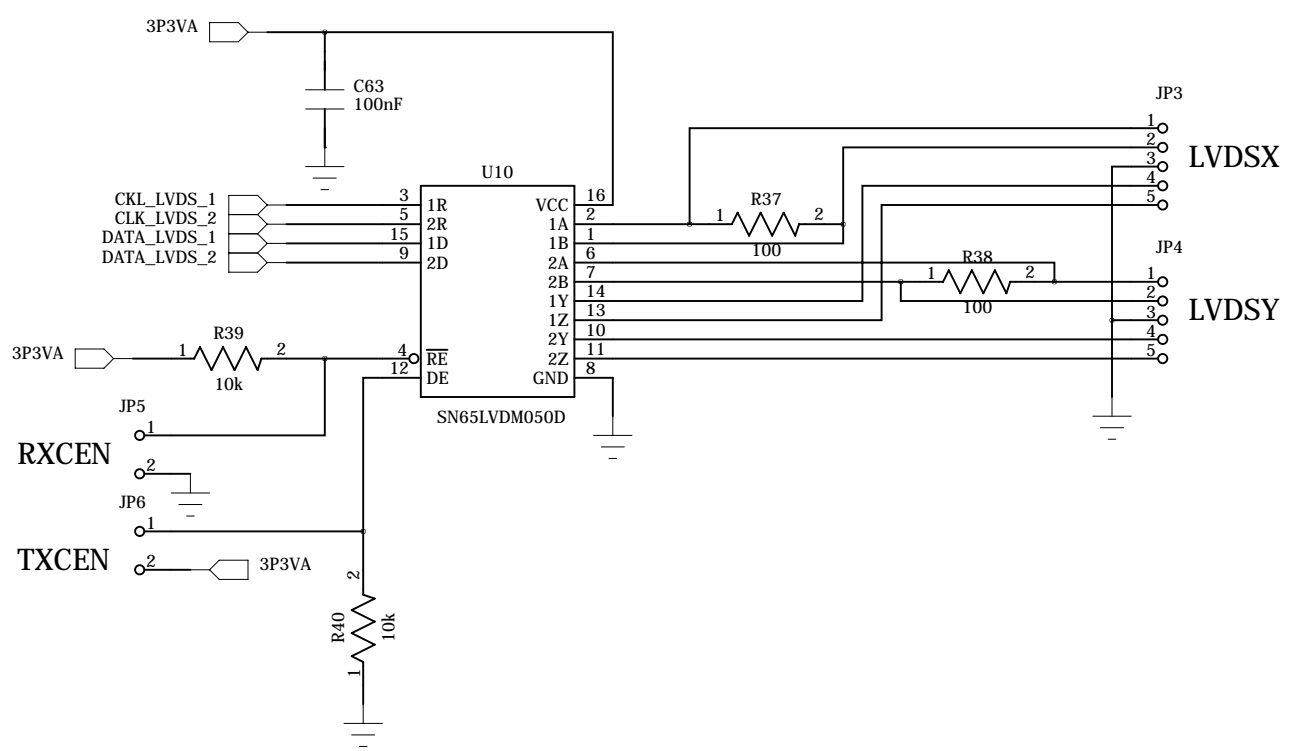 3P3VA
C63
100nF
JP3
1
2
3
4
5
LVDSX
U10
CKL_LVDS_1
3
1R
VCC
16
CLK_LVDS_2
5
2R
1A
2
1
R37
2
100
DATA_LVDS_1
15
1D
1B
1
DATA_LVDS_2
9
2D
2A
6
2B
7
1
R38
2
100
JP4
1
2
3
4
5
LVDSY
1Y
14
1Z
13
2Y
10
2Z
11
GND
8
3P3VA
1
R39
2
10k
4
RE
12
DE
SN65LVDM050D
JP5
1
RXCEN
2
JP6
1
TXCEN
2
3P3VA
2
R40
10k
1